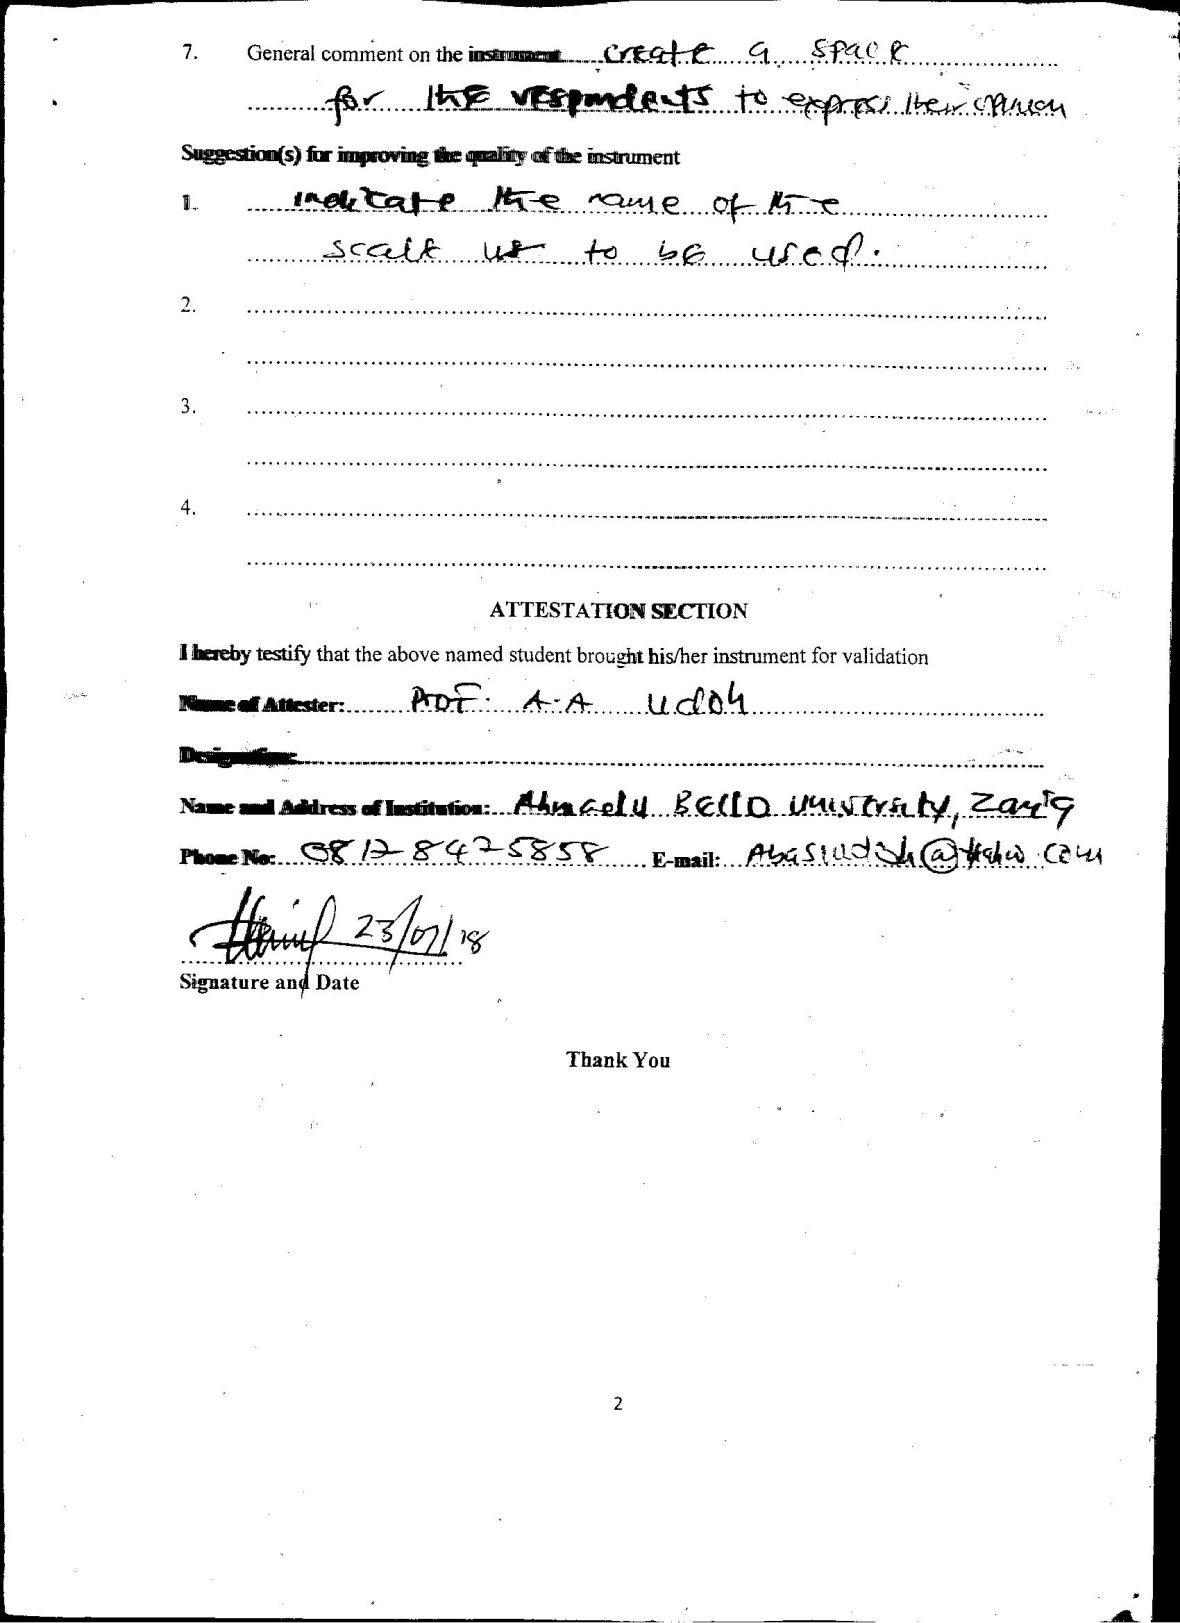 7. General comment on the instrument create a space
for the respondents to express their opinion
Suggestion(s) for improving the quality of the instrument
1. indicate the name of the
scale to be used.
2.
3.
4.
ATTESTATION SECTION
I hereby testify that the above named student brought his/her instrument for validation
Name of Attester: Prof. A.A Udoh
Designation:
Name and Address of Institution: Ahmadu Bello University, Zaria
Phone No: E-mail:
23/07/18
Signature and Date
Thank You
2